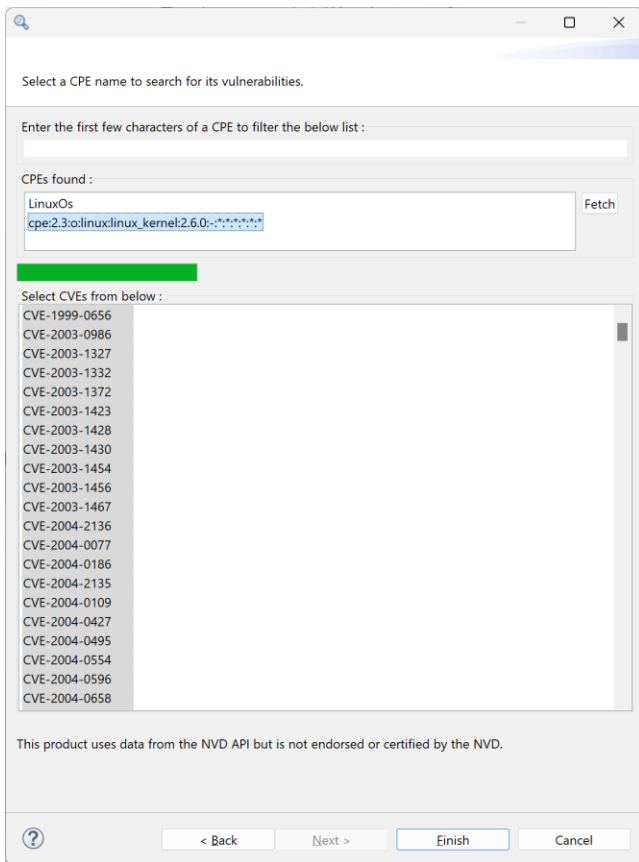 Select a CPE name to search for its vulnerabilities.
Enter the first few characters of a CPE to filter the below list :
CPEs found :
LinuxOs
Fetch
cpe:2.3:o:linux:linux_kernel:2.6.0:-:*:*:*:*:*:*
Select CVEs from below :
CVE-1999-0656
CVE-2003-0986
CVE-2003-1327
CVE-2003-1332
CVE-2003-1372
CVE-2003-1423
CVE-2003-1428
CVE-2003-1430
CVE-2003-1454
CVE-2003-1456
CVE-2003-1467
CVE-2004-2136
CVE-2004-0077
CVE-2004-0186
CVE-2004-2135
CVE-2004-0109
CVE-2004-0427
CVE-2004-0495
CVE-2004-0554
CVE-2004-0596
CVE-2004-0658
This product uses data from the NVD API but is not endorsed or certified by the NVD.
? < Back Next > Finish Cancel